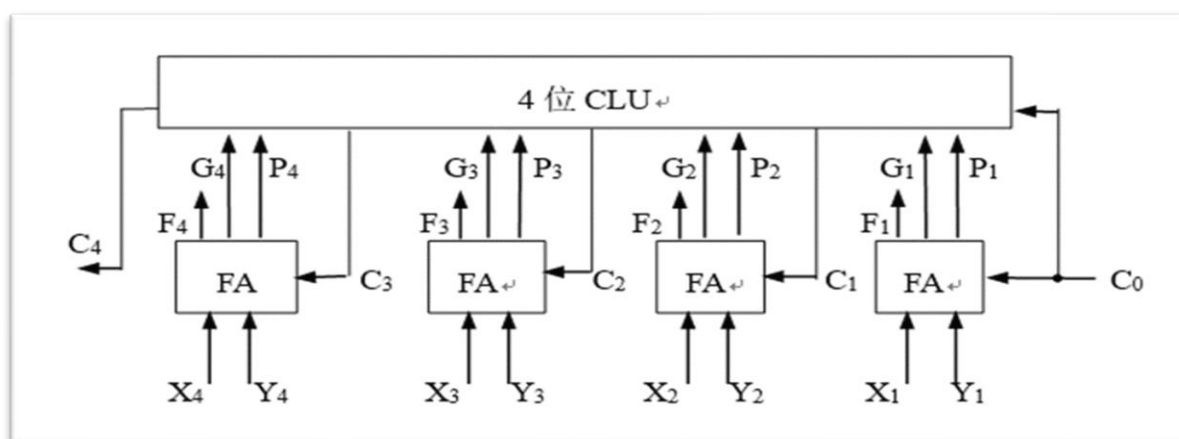 4 位 CLU↵
G₄ P₄ G₃ P₃ G₂ P₂ G₁ P₁
F₄ F₃ F₂ F₁
C₄
FA C₃ FA↵ C₂ FA↵ C₁ FA↵ C₀
X₄ Y₄ X₃ Y₃ X₂ Y₂ X₁ Y₁